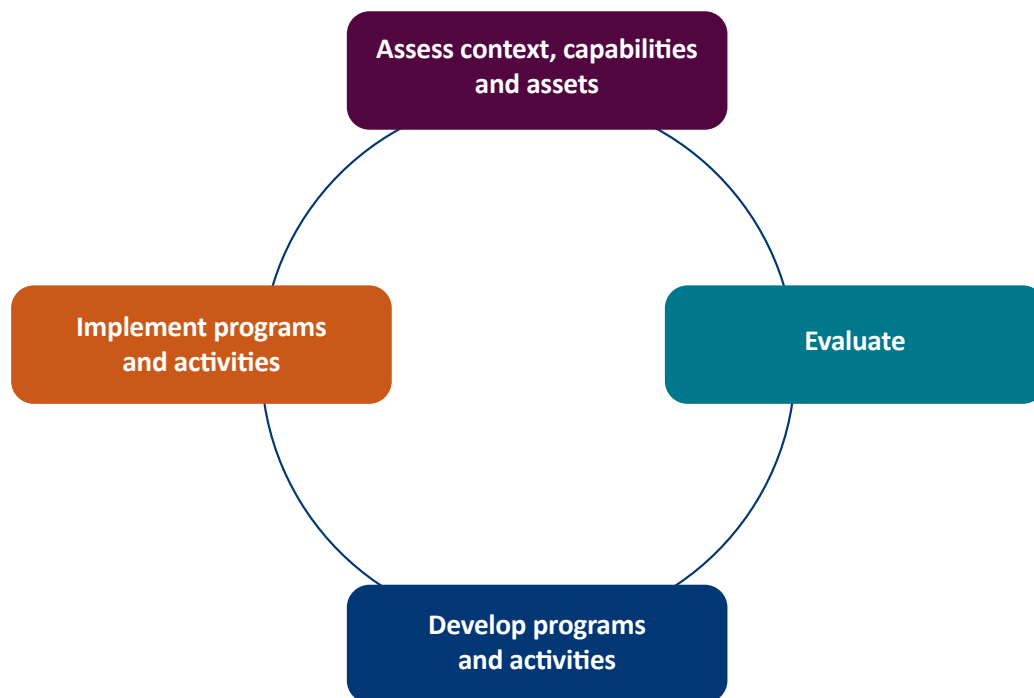 Assess context, capabilities
and assets
Implement programs
and activities
Evaluate
Develop programs
and activities